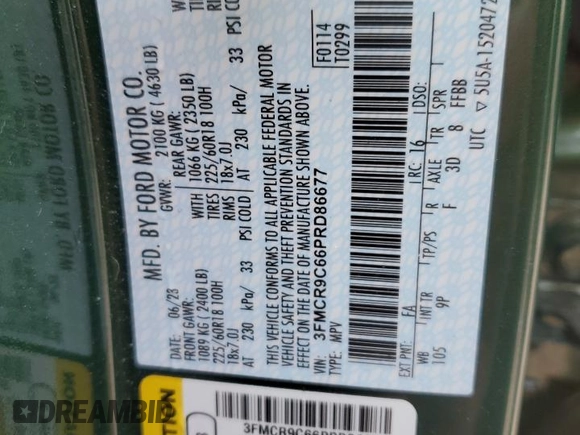 MFD. BY FORD MOTOR CO.
DATE: 06/23
GVWR: 2100 KG ( 4630 LB)
FRONT GAWR:
1089 KG ( 2400 LB)
225/60R18 100H
18x7.0J
AT 230 kPa/ 33 PSI COLD
WITH
TIRES
RIMS
REAR GAWR:
1066 KG ( 2350 LB)
225/60R18 100H
18x7.0J
AT 230 kPa/ 33 PSI CO
THIS VEHICLE CONFORMS TO ALL APPLICABLE FEDERAL MOTOR
VEHICLE SAFETY AND THEFT PREVENTION STANDARDS IN
EFFECT ON THE DATE OF MANUFACTURE SHOWN ABOVE.
F0114
T0299
VIN: 3FMCR9C66PRD86677
TYPE: MPV
EXT PNT: FA RC: 16 DSO:
WB INT TR TP/PS R AXLE TR SPR
105 9P F 3D 8 FFBB
UTC ▽ 5U5A-1520472
3FMCR9C66PRD
DREAMBID